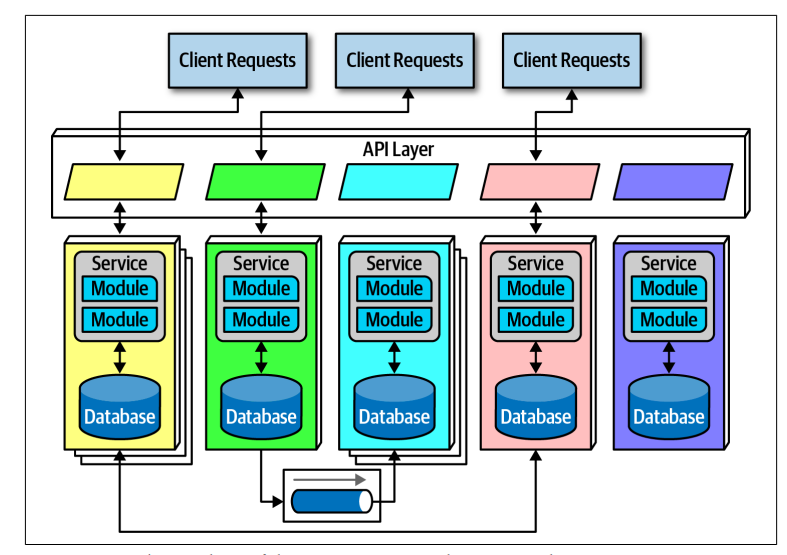 Client Requests
Client Requests
Client Requests
API Layer
Service
Module
Module
Database
Service
Module
Module
Database
Service
Module
Module
Database
Service
Module
Module
Database
Service
Module
Module
Database